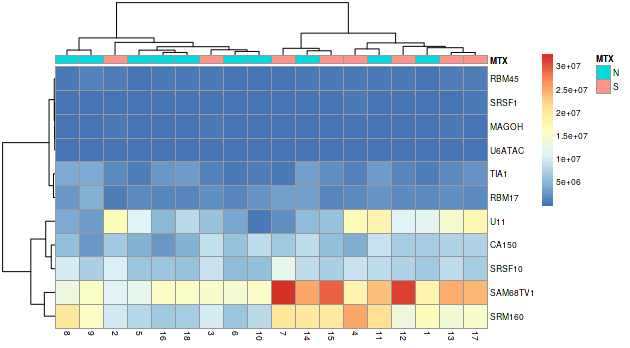 MTX
RBM45
SRSF1
MAGOH
U6ATAC
TIA1
RBM17
U11
CA150
SRSF10
SAM68TV1
SRM160
8 9 2 5 16 18 3 6 10 7 14 15 4 11 12 1 13 17
3e+07
2.5e+07
2e+07
1.5e+07
1e+07
5e+06
MTX
N
S